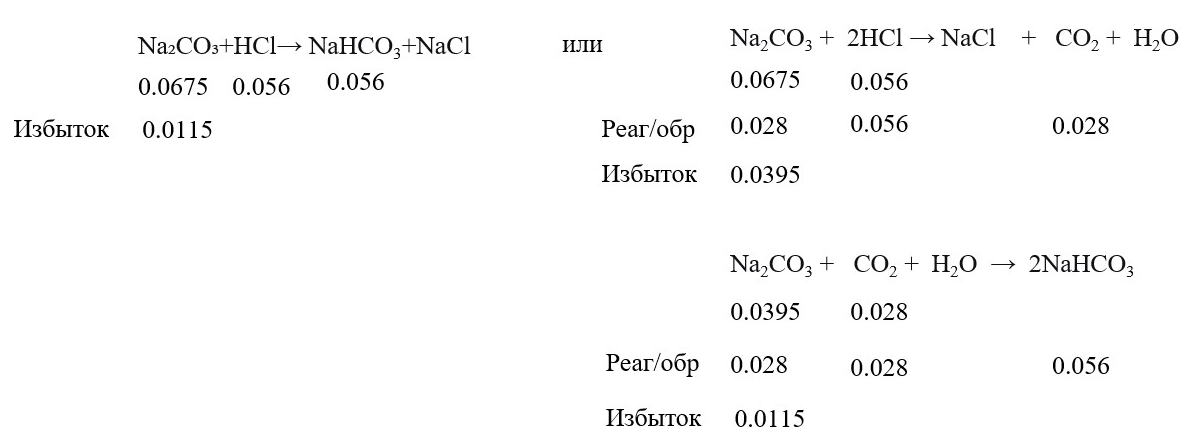 Na₂CO₃+HCl→ NaHCO₃+NaCl
0.0675 0.056 0.056
Избыток 0.0115
или
Na₂CO₃ + 2HCl → NaCl + CO₂ + H₂O
0.0675 0.056
Реаг/обр 0.028 0.056 0.028
Избыток 0.0395
Na₂CO₃ + CO₂ + H₂O → 2NaHCO₃
0.0395 0.028
Реаг/обр 0.028 0.028 0.056
Избыток 0.0115